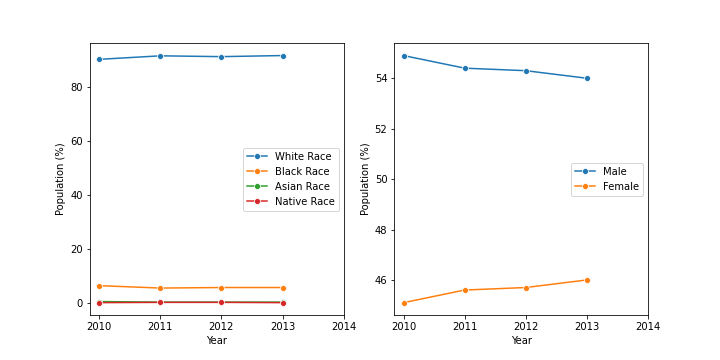 80
60
40
20
0
Population (%)
2010 2011 2012 2013 2014
Year
White Race
Black Race
Asian Race
Native Race
54
52
50
48
46
Population (%)
2010 2011 2012 2013 2014
Year
Male
Female